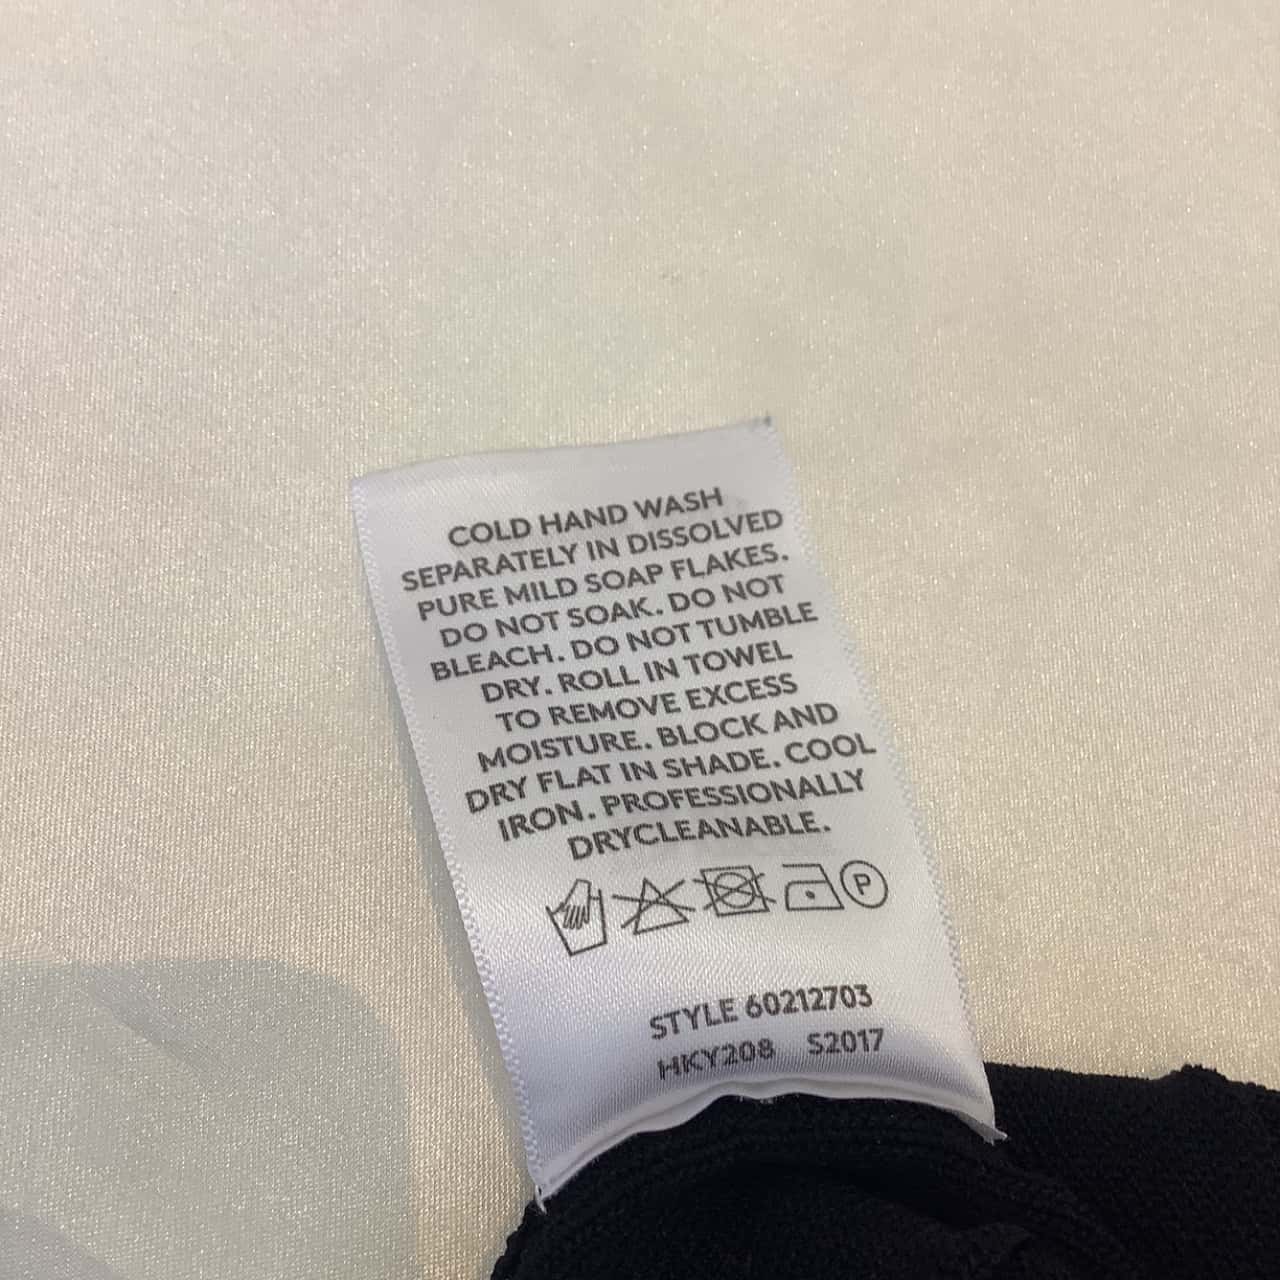 COLD HAND WASH
SEPARATELY IN DISSOLVED
PURE MILD SOAP FLAKES.
DO NOT SOAK. DO NOT
BLEACH. DO NOT TUMBLE
DRY. ROLL IN TOWEL
TO REMOVE EXCESS
MOISTURE. BLOCK AND
DRY FLAT IN SHADE. COOL
IRON. PROFESSIONALLY
DRYCLEANABLE.
P
STYLE 60212703
HKY208 S2017